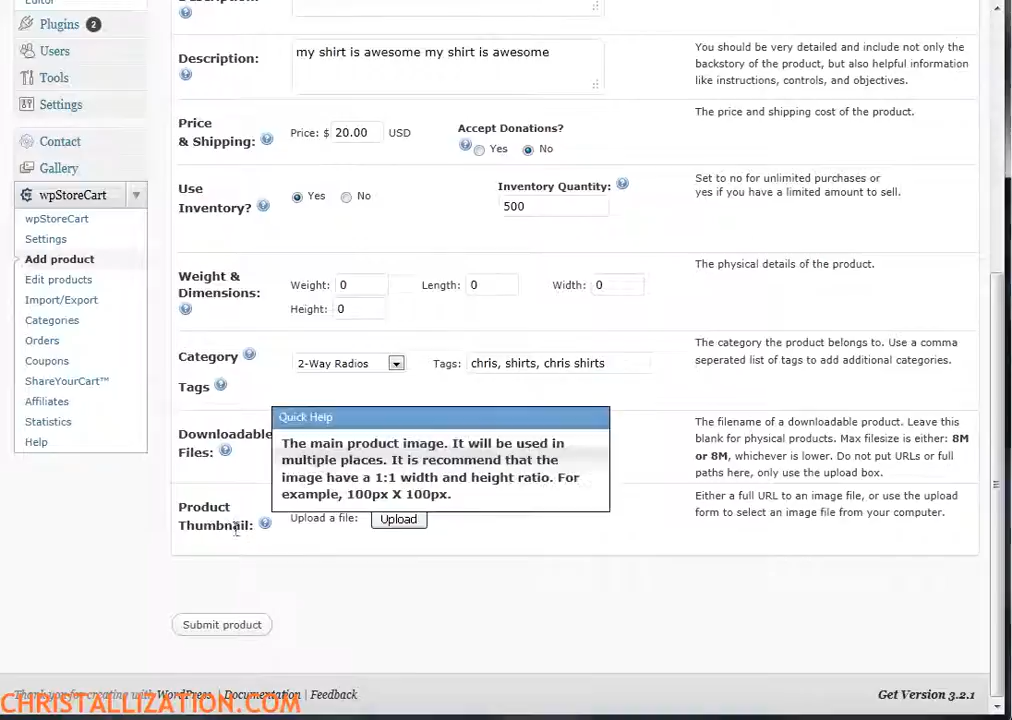 Editor
Description:
Plugins 2
Users
Tools
Settings
Contact
Gallery
wpStoreCart
wpStoreCart
Settings
Add product
Edit products
Import/Export
Categories
Orders
Coupons
ShareYourCart™
Affiliates
Statistics
Help
Description:
my shirt is awesome my shirt is awesome
You should be very detailed and include not only the
backstory of the product, but also helpful information
like instructions, controls, and objectives.
Price
& Shipping:
Price: $ 20.00 USD
Accept Donations?
Yes No
The price and shipping cost of the product.
Use
Inventory?
Yes No
Inventory Quantity:
500
Set to no for unlimited purchases or
yes if you have a limited amount to sell.
Weight &
Dimensions:
Weight: 0 Length: 0 Width: 0
Height: 0
The physical details of the product.
Category
2-Way Radios
Tags: chris, shirts, chris shirts
Tags
The category the product belongs to. Use a comma
seperated list of tags to add additional categories.
Downloadable
Files:
Quick Help
The main product image. It will be used in
multiple places. It is recommend that the
image have a 1:1 width and height ratio. For
example, 100px X 100px.
The filename of a downloadable product. Leave this
blank for physical products. Max filesize is either: 8M
or 8M, whichever is lower. Do not put URLs or full
paths here, only use the upload box.
Product
Thumbnail:
Upload a file: Upload
Either a full URL to an image file, or use the upload
form to select an image file from your computer.
Submit product
Thank you for creating with WordPress. | Documentation | Feedback
Get Version 3.2.1
CHRISTALLIZATION.COM